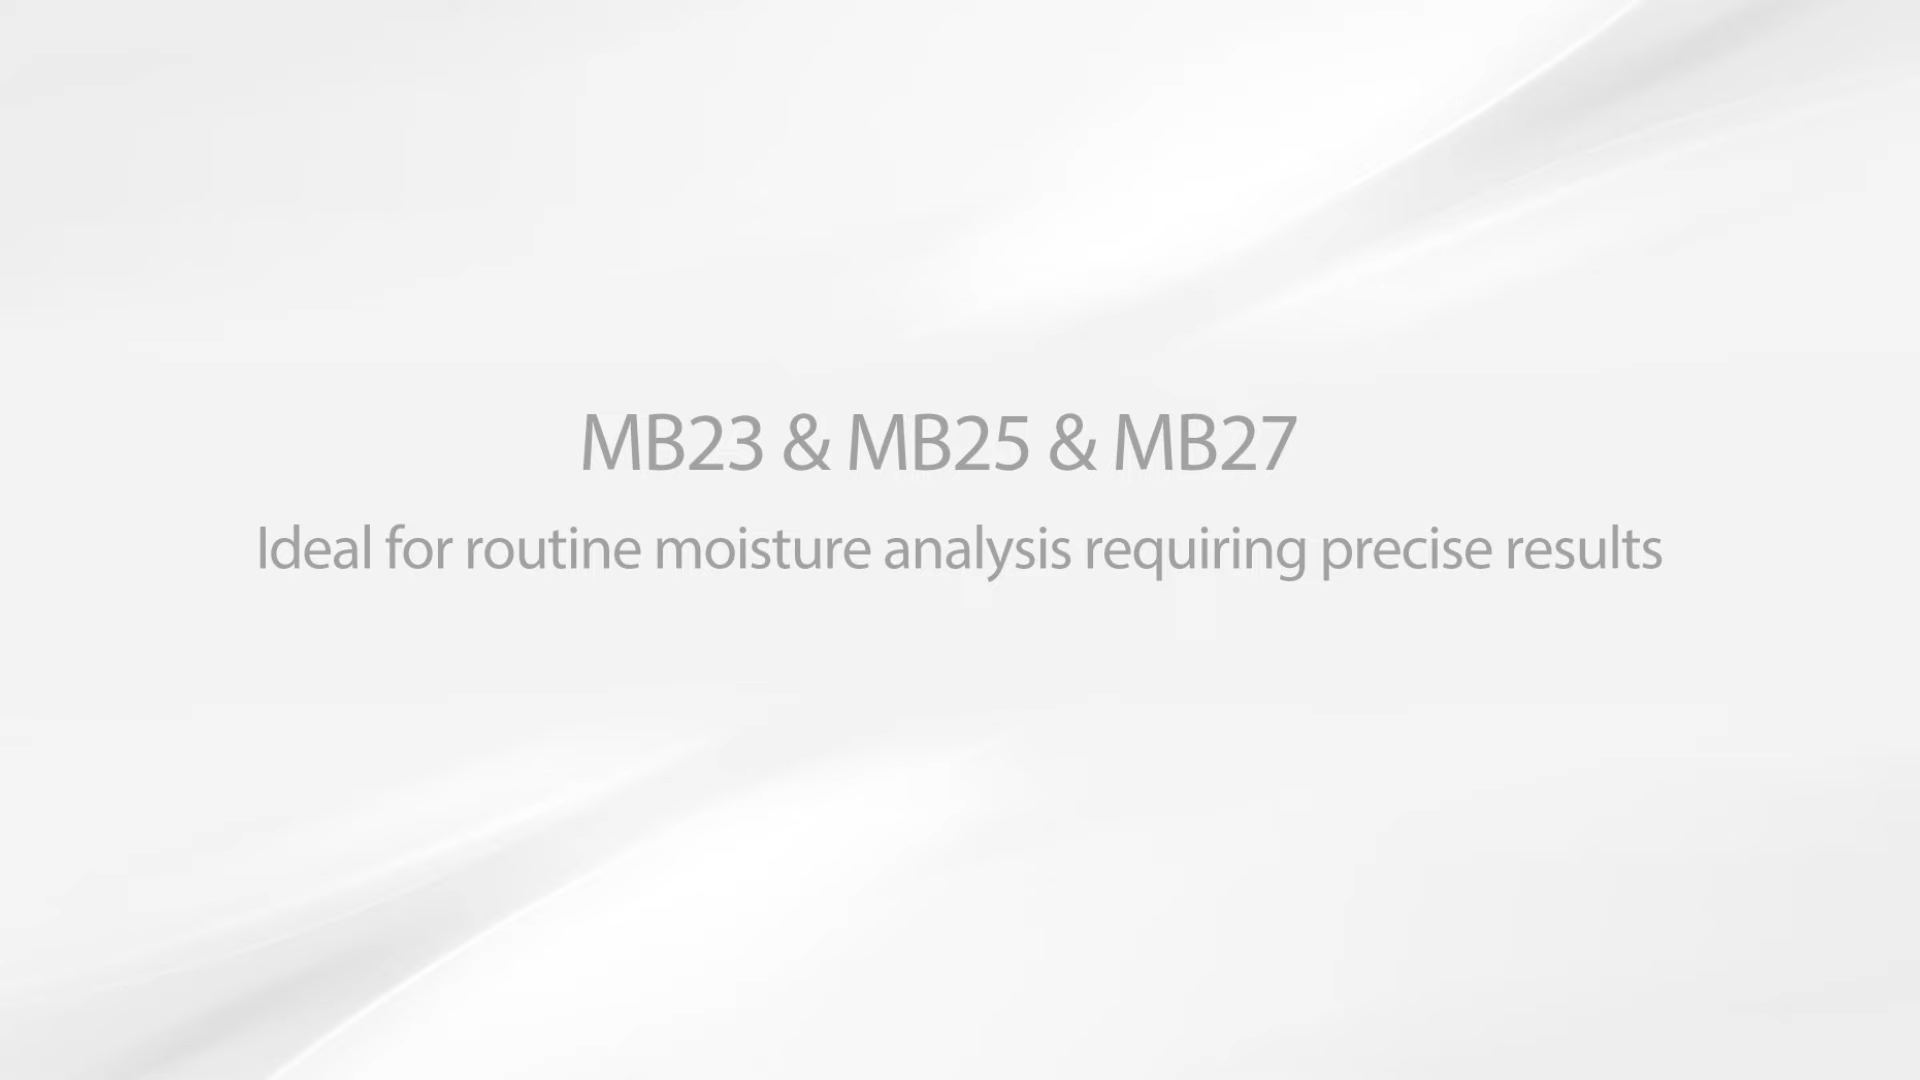 MB23 & MB25 & MB27
Ideal for routine moisture analysis requiring precise results